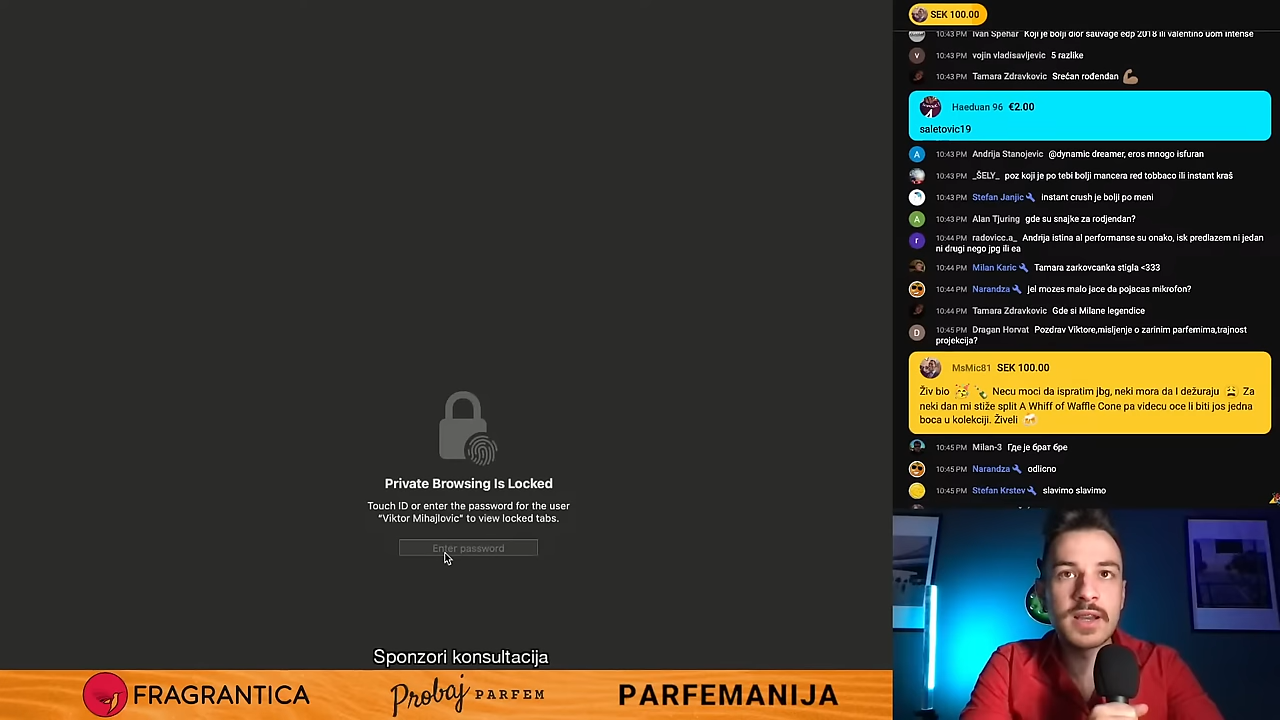 Private Browsing Is Locked
Touch ID or enter the password for the user
“Viktor Mihajlovic” to view locked tabs.
Enter password
Sponzori konsultacija
FRAGRANTICA
Probaj PARFEM
PARFEMANIJA
SEK 100.00
10:43 PM Ivan Spehar Koji je bolji dior sauvage edp 2018 ili valentino uom intense
V
10:43 PM vojin vladisavljevic 5 razlike
10:43 PM Tamara Zdravkovic Srećan rođendan
Haeduan 96 €2.00
saletovic19
A
10:43 PM Andrija Stanojevic @dynamic dreamer, eros mnogo isfuran
10:43 PM _ŠELY_ poz koji je po tebi bolji mancera red tobbaco ili instant kraš
10:43 PM Stefan Janjic instant crush je bolji po meni
A
10:43 PM Alan Tjuring gde su snajke za rodjendan?
r
10:44 PM radovicc.a_ Andrija istina al performanse su onako, isk predlazem ni jedan
ni drugi nego jpg ili ea
10:44 PM Milan Karic Tamara zarkovcanka stigla <333
10:44 PM Narandza jel mozes malo jace da pojacas mikrofon?
10:44 PM Tamara Zdravkovic Gde si Milane legendice
D
10:45 PM Dragan Horvat Pozdrav Viktore,misljenje o zarinim parfemima,trajnost
projekcija?
MsMic81 SEK 100.00
Živ bio 🥳 🍾 Necu moci da ispratim jbg, neki mora da I dežuraju 😩 Za
neki dan mi stiže split A Whiff of Waffle Cone pa videcu oce li biti jos jedna
boca u kolekciji. Živeli 🍻
10:45 PM Milan-3 Где је брат бре
10:45 PM Narandza odlicno
10:45 PM Stefan Krstev slavimo slavimo